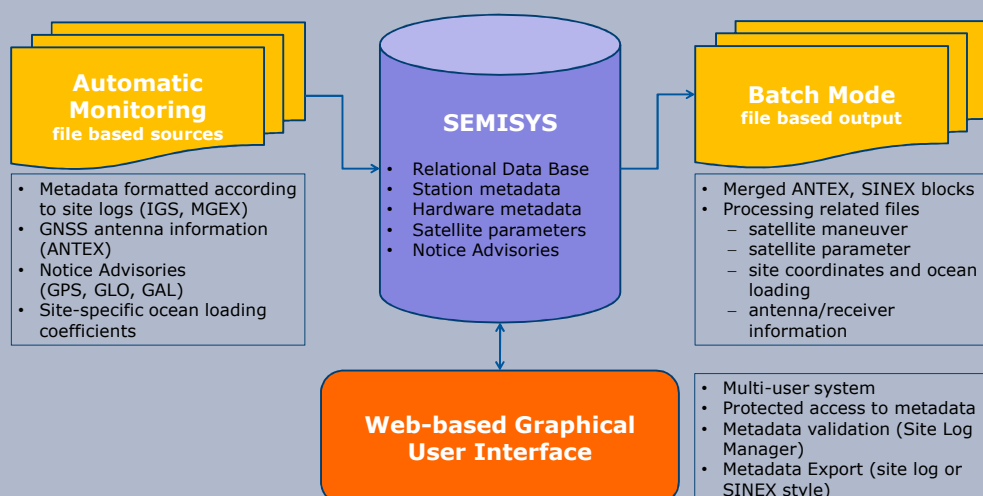 Automatic
Monitoring
file based sources
• Metadata formatted according
to site logs (IGS, MGEX)
• GNSS antenna information
(ANTEX)
• Notice Advisories
(GPS, GLO, GAL)
• Site-specific ocean loading
coefficients
SEMISYS
• Relational Data Base
• Station metadata
• Hardware metadata
• Satellite parameters
• Notice Advisories
Batch Mode
file based output
• Merged ANTEX, SINEX blocks
• Processing related files
– satellite maneuver
– satellite parameter
– site coordinates and ocean
loading
– antenna/receiver
information
Web-based Graphical
User Interface
• Multi-user system
• Protected access to metadata
• Metadata validation (Site Log
Manager)
• Metadata Export (site log or
SINEX style)